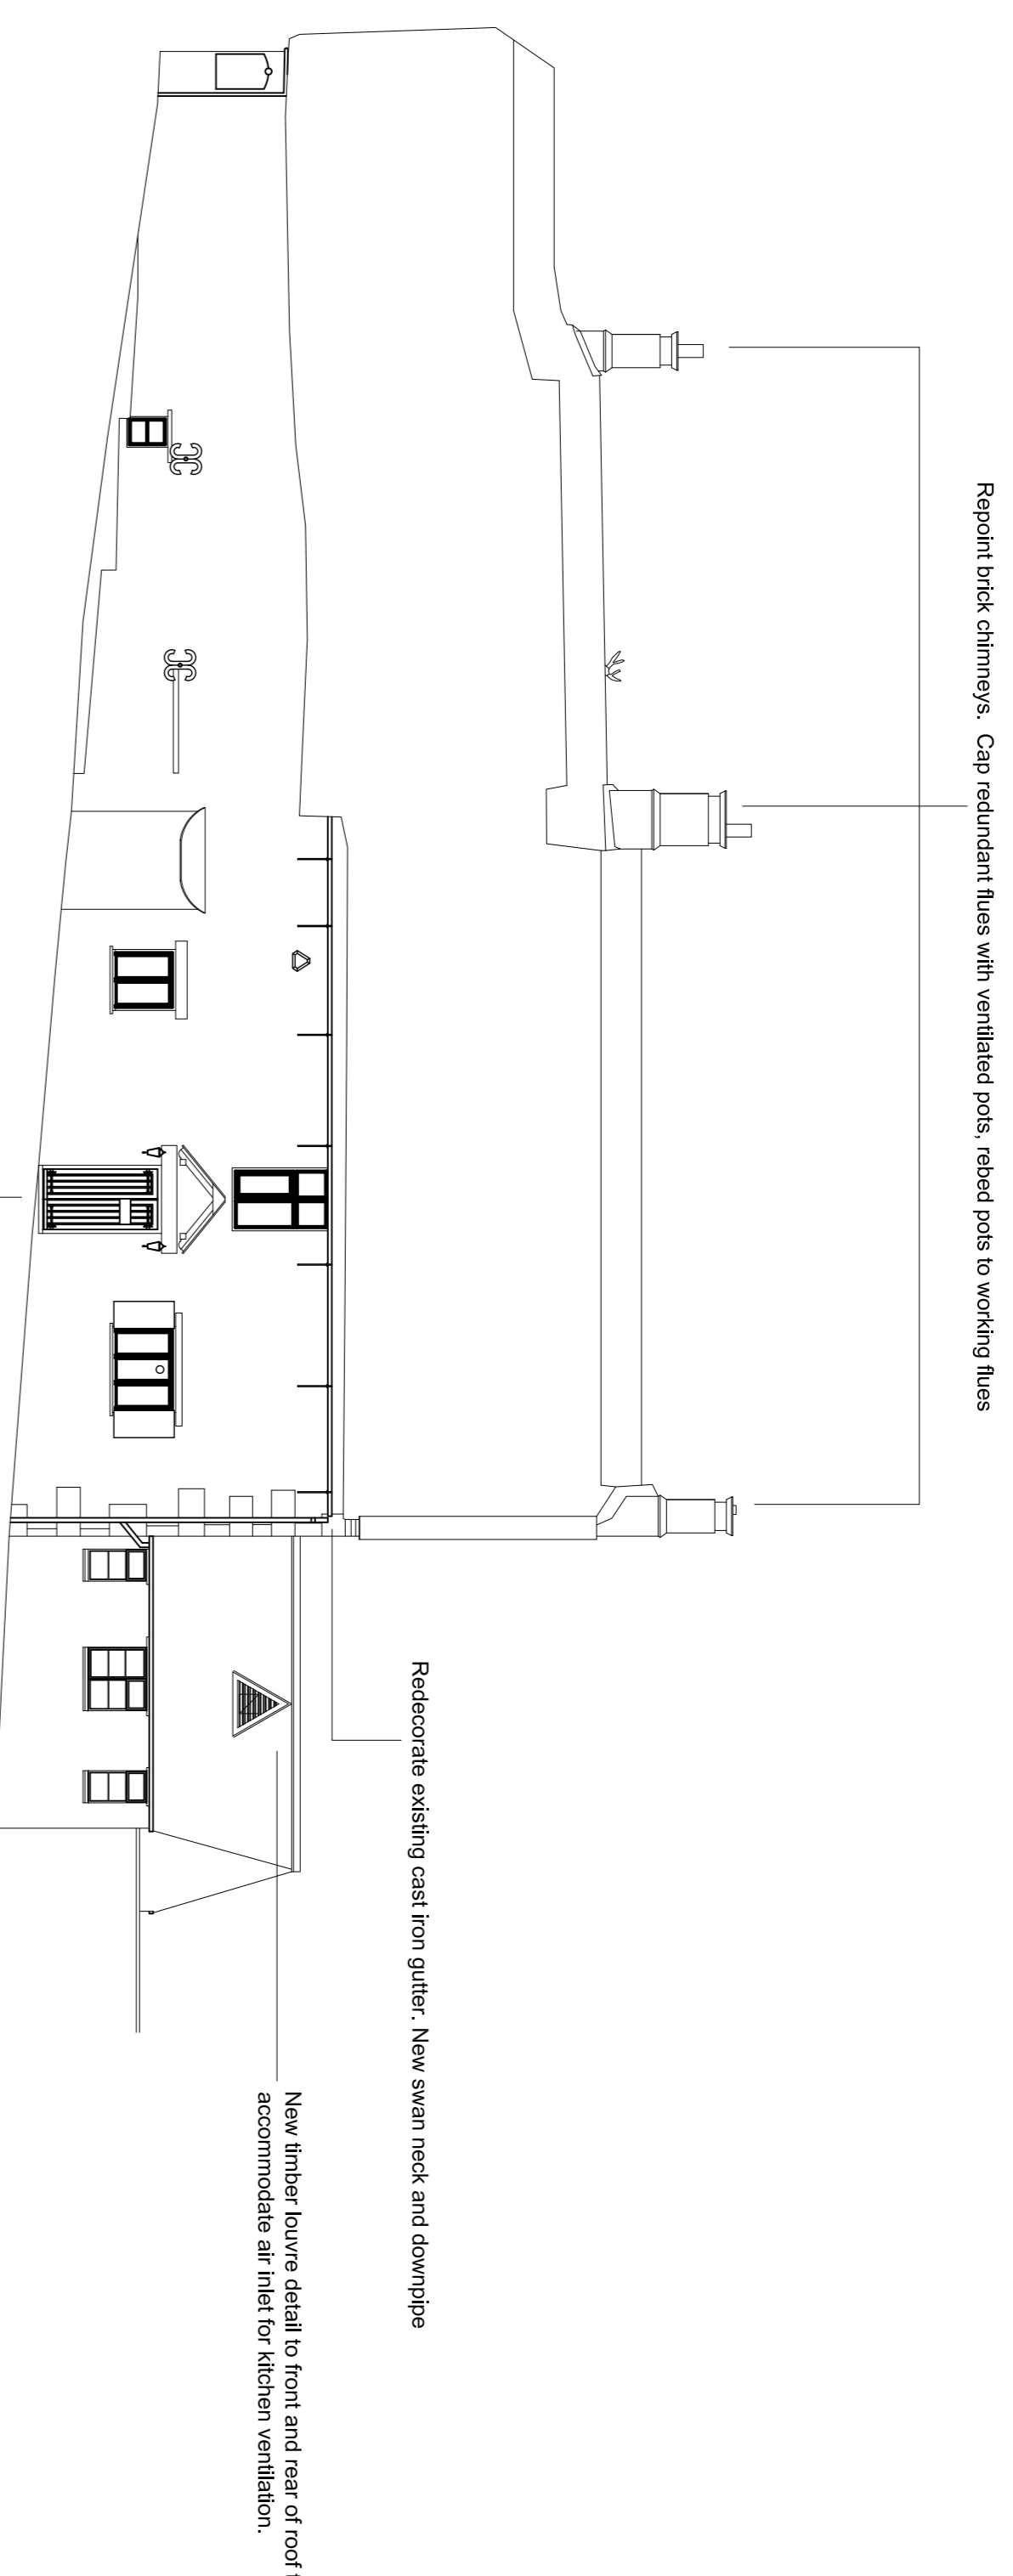 Repoint brick chimneys.  Cap redundant flues with ventilated pots, rebed pots to working flues
Redecorate existing cast iron gutter. New swan neck and downpipe
New timber louvre detail to front and rear of roof
accommodate air inlet for kitchen ventilation.